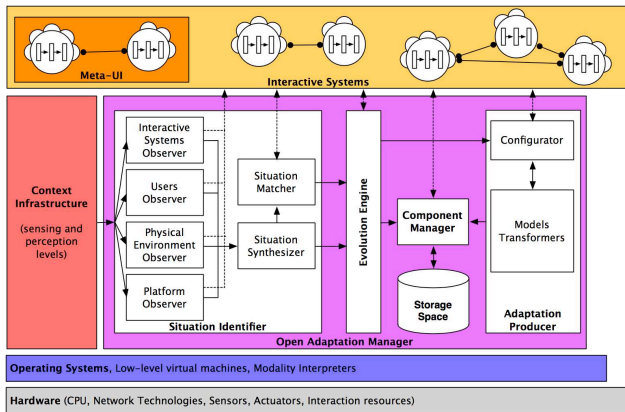 Meta-UI
Interactive Systems
Context
Infrastructure
(sensing and
perception
levels)
Interactive
Systems
Observer
Users
Observer
Physical
Environment
Observer
Platform
Observer
Situation
Matcher
Situation
Synthesizer
Situation Identifier
Evolution Engine
Component
Manager
Storage
Space
Configurator
Models
Transformers
Adaptation
Producer
Open Adaptation Manager
Operating Systems, Low-level virtual machines, Modality Interpreters
Hardware (CPU, Network Technologies, Sensors, Actuators, Interaction resources)